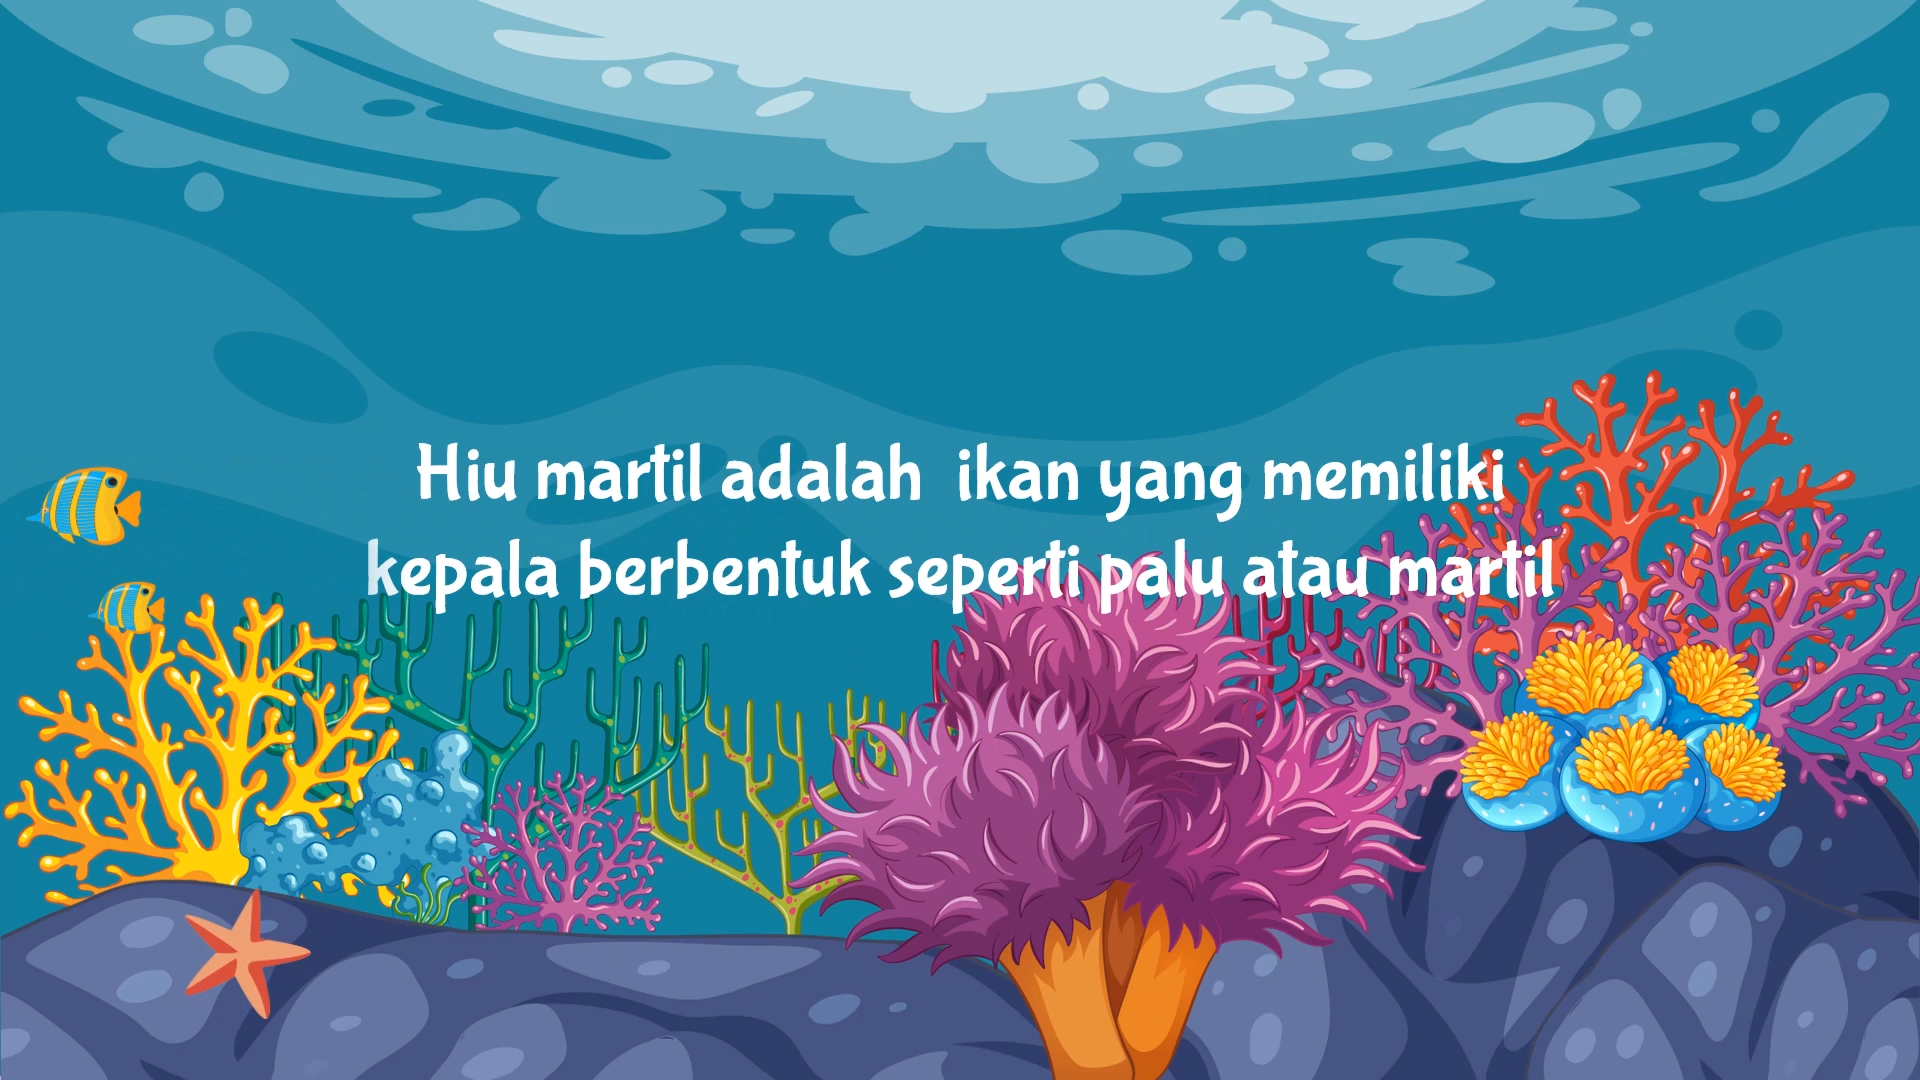 Hiu martil adalah  ikan yang memiliki
kepala berbentuk seperti palu atau martil